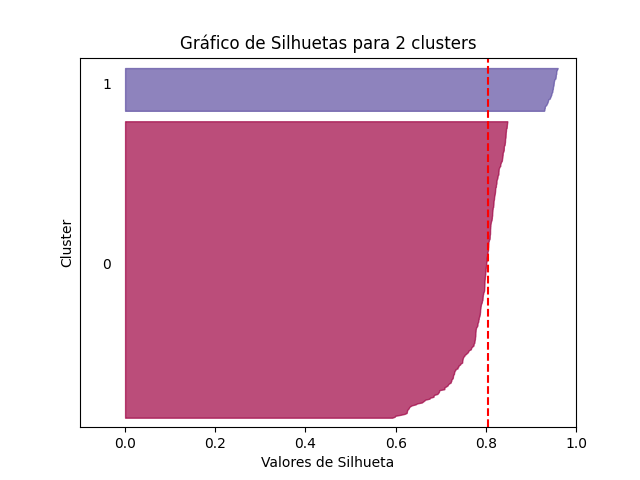 Gráfico de Silhuetas para 2 clusters
1
0
Cluster
0.0 0.2 0.4 0.6 0.8 1.0
Valores de Silhueta